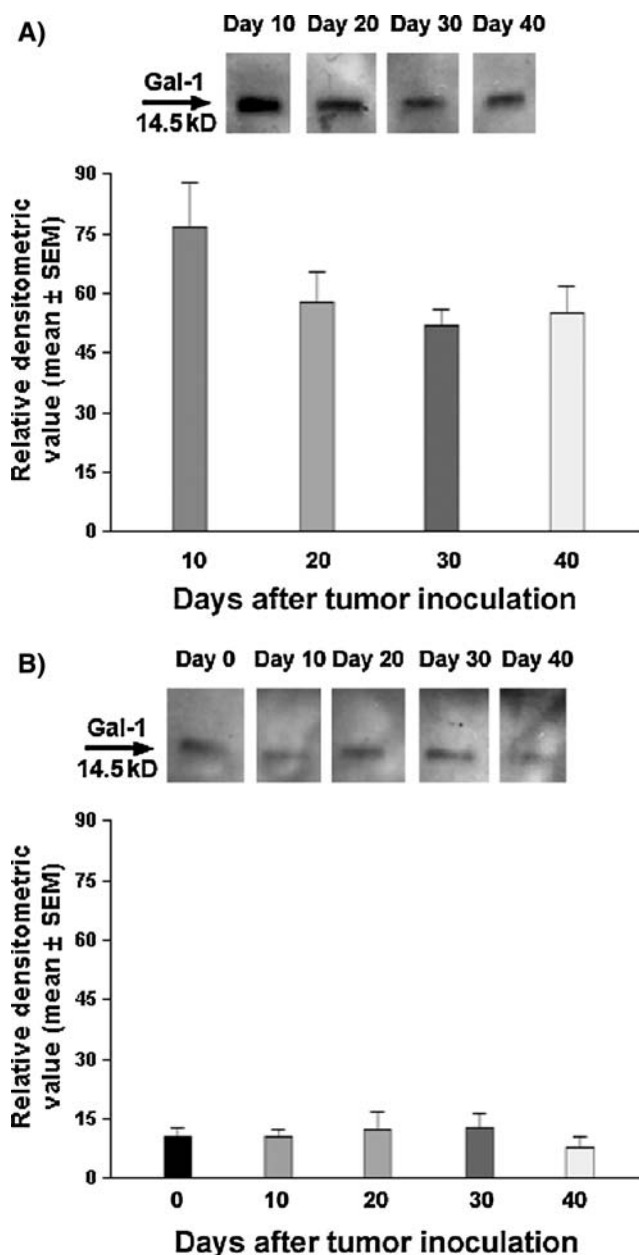 A)
Day 10 Day 20 Day 30 Day 40
Gal-1
14.5 kD
90
75
60
45
30
15
0
Relative densitometric
value (mean ± SEM)
10 20 30 40
Days after tumor inoculation
B)
Day 0 Day 10 Day 20 Day 30 Day 40
Gal-1
14.5 kD
90
75
60
45
30
15
0
Relative densitometric
value (mean ± SEM)
0 10 20 30 40
Days after tumor inoculation